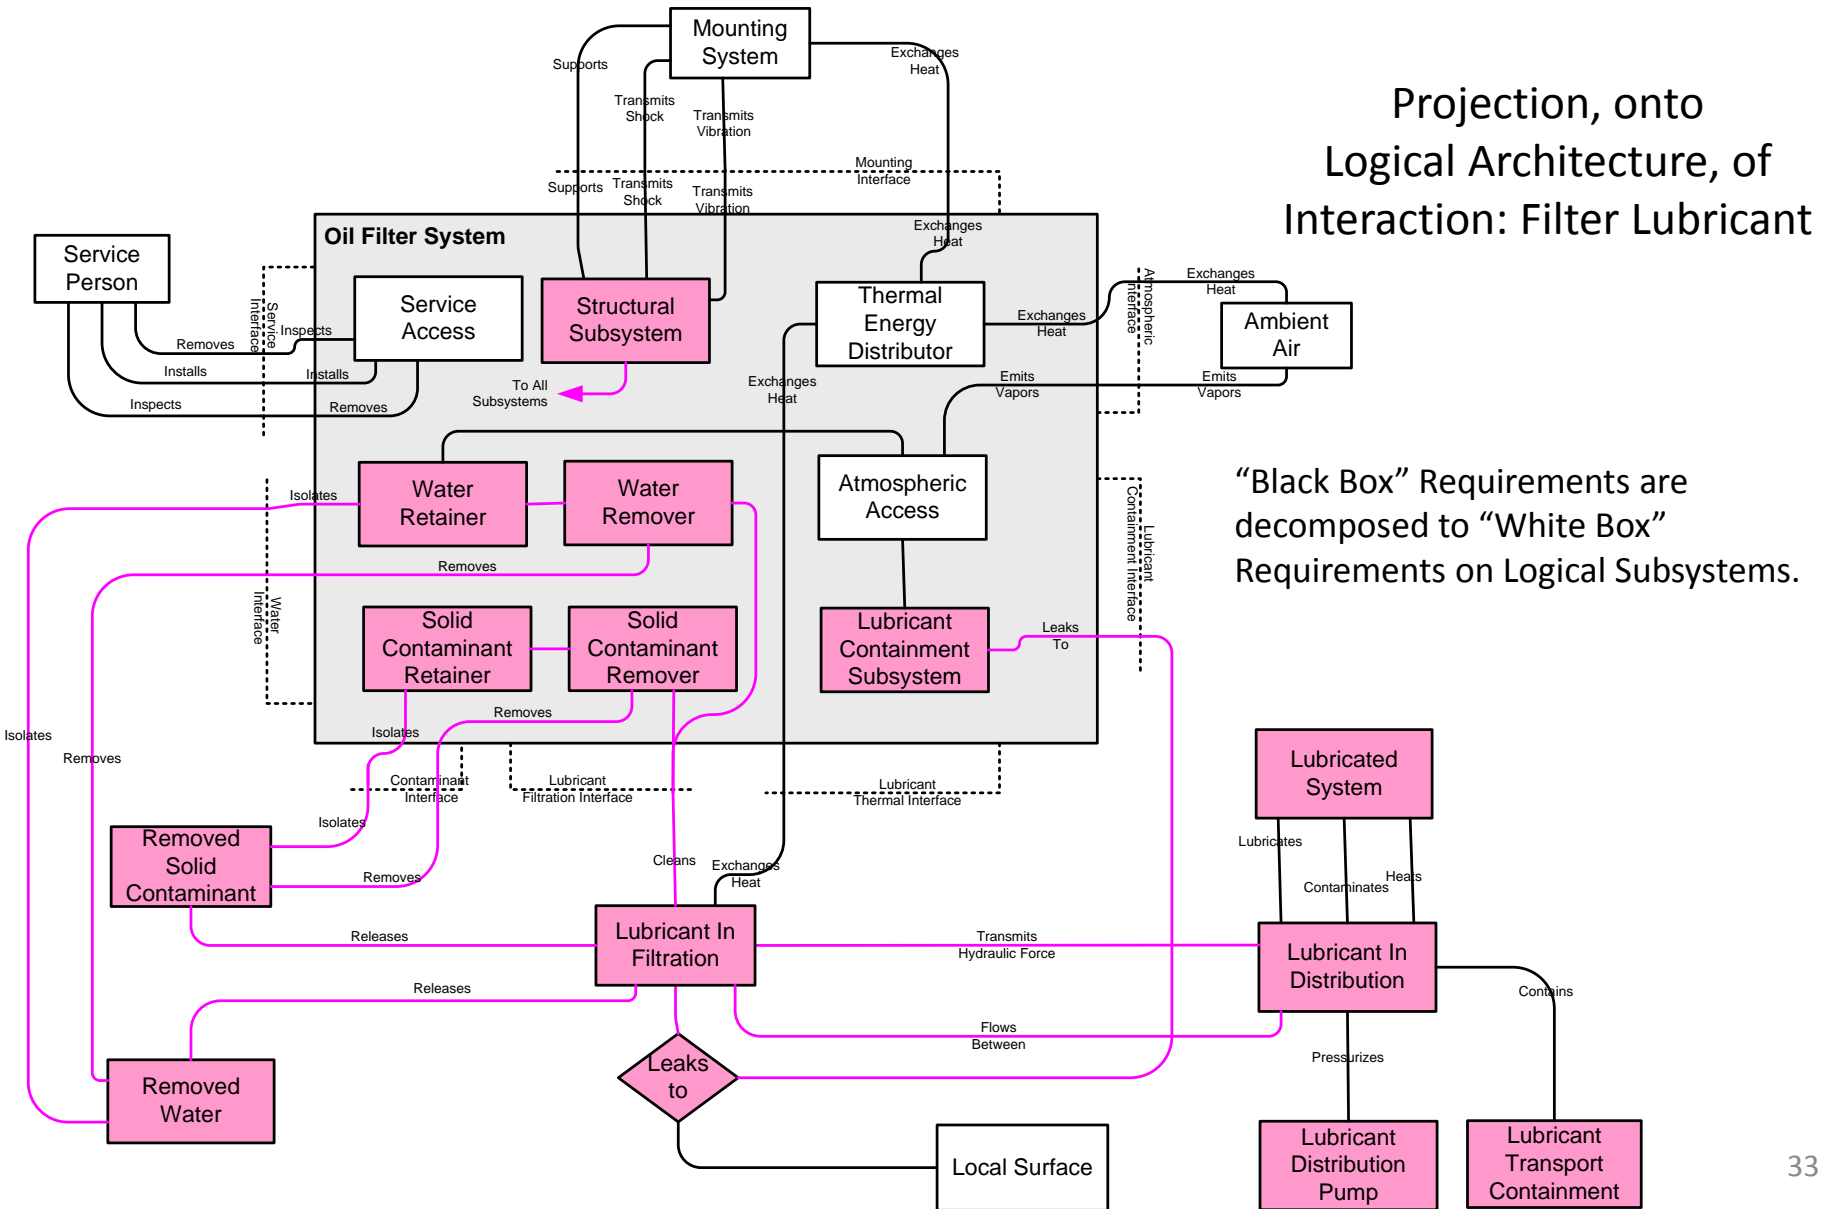 Mounting
System
Exchanges
Heat
Supports
Transmits
Shock
Transmits
Vibration
Projection, onto
Logical Architecture, of
Interaction: Filter Lubricant
Mounting
Interface
Supports
Transmits
Shock
Transmits
Vibration
Oil Filter System
Exchanges
Heat
Service
Person
Service
Interface
Service
Access
Structural
Subsystem
Thermal
Energy
Distributor
Exchanges
Heat
Atmospheric
Interface
Exchanges
Heat
Ambient
Air
Removes
Inspects
Installs
Installs
Inspects
Removes
To All
Subsystems
Exchanges
Heat
Emits
Vapors
Emits
Vapors
Isolates
Water
Retainer
Water
Remover
Atmospheric
Access
Lubricant
Containment Interface
“Black Box” Requirements are
decomposed to “White Box”
Requirements on Logical Subsystems.
Removes
Water
Interface
Solid
Contaminant
Retainer
Solid
Contaminant
Remover
Lubricant
Containment
Subsystem
Leaks
To
Removes
Isolates
Isolates
Removes
Contaminant
Interface
Lubricant
Filtration Interface
Lubricant
Thermal Interface
Lubricated
System
Isolates
Removed
Solid
Contaminant
Removes
Cleans
Exchanges
Heat
Lubricates
Contaminates
Heats
Releases
Lubricant In
Filtration
Transmits
Hydraulic Force
Lubricant In
Distribution
Contains
Releases
Flows
Between
Pressurizes
Leaks
to
Removed
Water
Local Surface
Lubricant
Distribution
Pump
Lubricant
Transport
Containment
33